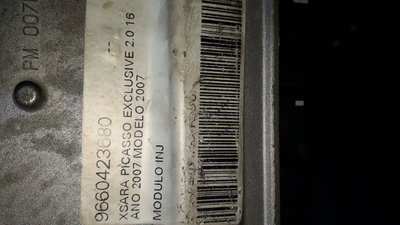 PM 007
9660423680
XSARA PICASSO EXCLUSIVE 2.0 16
ANO 2007 MODELO 2007
MODULO INJ